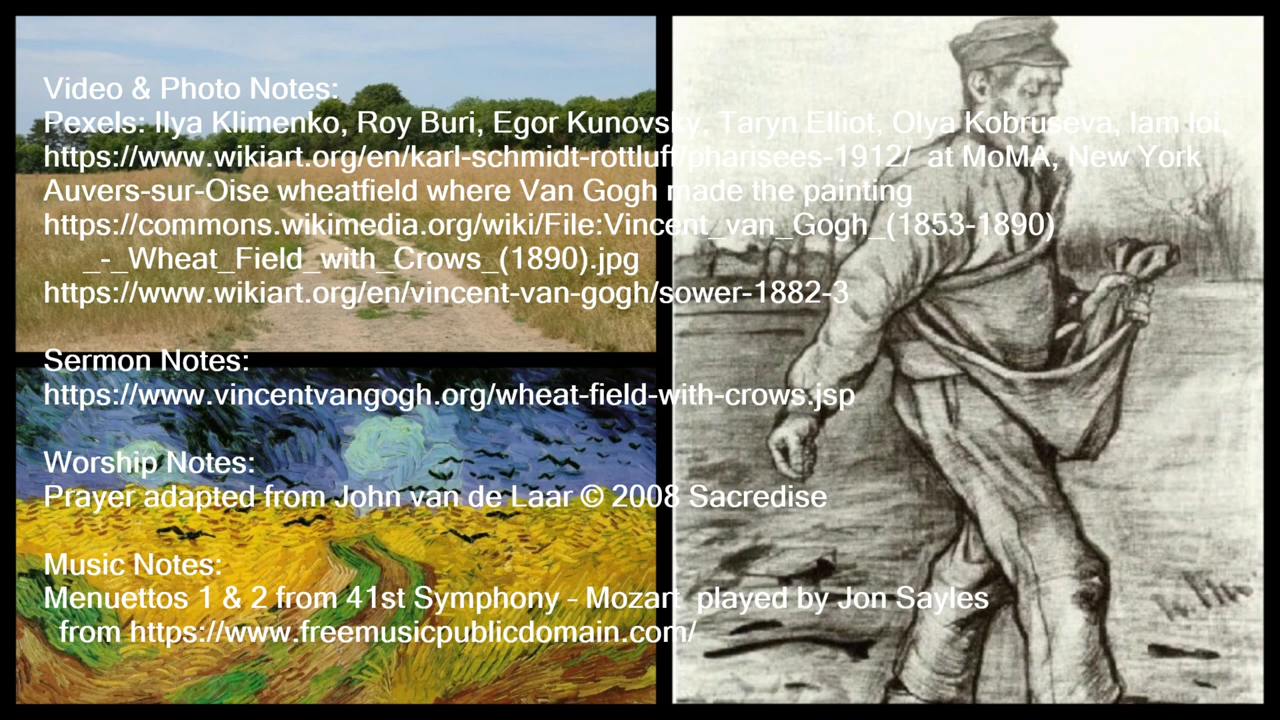 Video & Photo Notes:
Pexels: Ilya Klimenko, Roy Buri, Egor Kunovsky, Taryn Elliot, Olya Kobruseva, Iam loi,
https://www.wikiart.org/en/karl-schmidt-rottluff/pharisees-1912/  at MoMA, New York
Auvers-sur-Oise wheatfield where Van Gogh made the painting
https://commons.wikimedia.org/wiki/File:Vincent_van_Gogh_(1853-1890)
_-_Wheat_Field_with_Crows_(1890).jpg
https://www.wikiart.org/en/vincent-van-gogh/sower-1882-3
Sermon Notes:
https://www.vincentvangogh.org/wheat-field-with-crows.jsp
Worship Notes:
Prayer adapted from John van de Laar © 2008 Sacredise
Music Notes:
Menuettos 1 & 2 from 41st Symphony - Mozart  played by Jon Sayles
from https://www.freemusicpublicdomain.com/